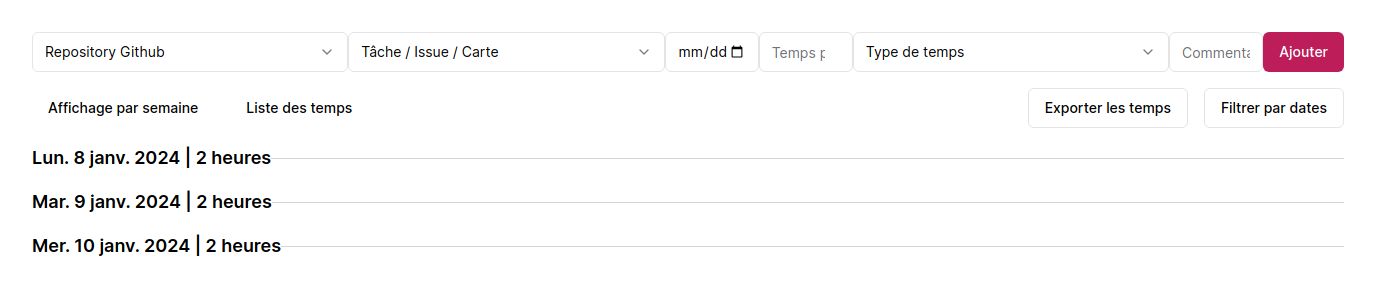 Repository Github Tâche / Issue / Carte mm/dd Temps p Type de temps Commenta Ajouter
Affichage par semaine Liste des temps Exporter les temps Filtrer par dates
Lun. 8 janv. 2024 | 2 heures
Mar. 9 janv. 2024 | 2 heures
Mer. 10 janv. 2024 | 2 heures